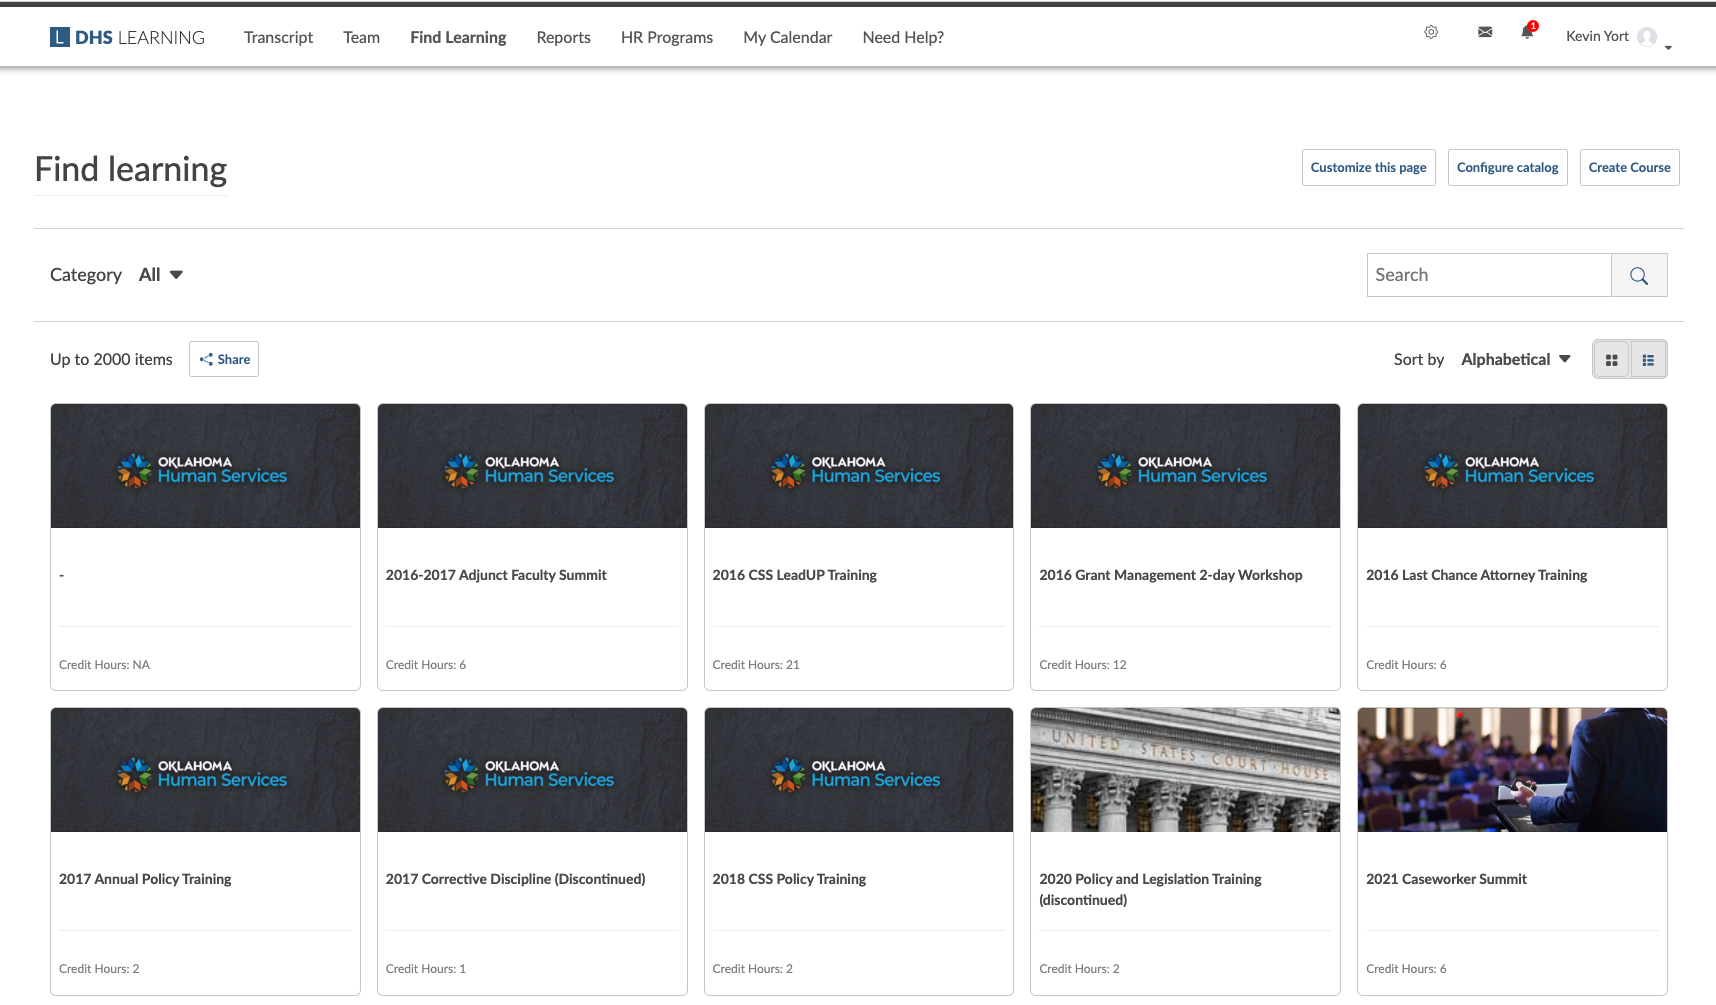 L DHS LEARNING
Transcript
Team
Find Learning
Reports
HR Programs
My Calendar
Need Help?
1
Kevin Yort
Find learning
Customize this page
Configure catalog
Create Course
Category All
Search
Up to 2000 items
Share
Sort by Alphabetical
OKLAHOMA
Human Services
OKLAHOMA
Human Services
OKLAHOMA
Human Services
OKLAHOMA
Human Services
OKLAHOMA
Human Services
-
2016-2017 Adjunct Faculty Summit
2016 CSS LeadUP Training
2016 Grant Management 2-day Workshop
2016 Last Chance Attorney Training
Credit Hours: NA
Credit Hours: 6
Credit Hours: 21
Credit Hours: 12
Credit Hours: 6
OKLAHOMA
Human Services
OKLAHOMA
Human Services
OKLAHOMA
Human Services
UNITED · STATES · COURT · HOUSE
2017 Annual Policy Training
2017 Corrective Discipline (Discontinued)
2018 CSS Policy Training
2020 Policy and Legislation Training
(discontinued)
2021 Caseworker Summit
Credit Hours: 2
Credit Hours: 1
Credit Hours: 2
Credit Hours: 2
Credit Hours: 6